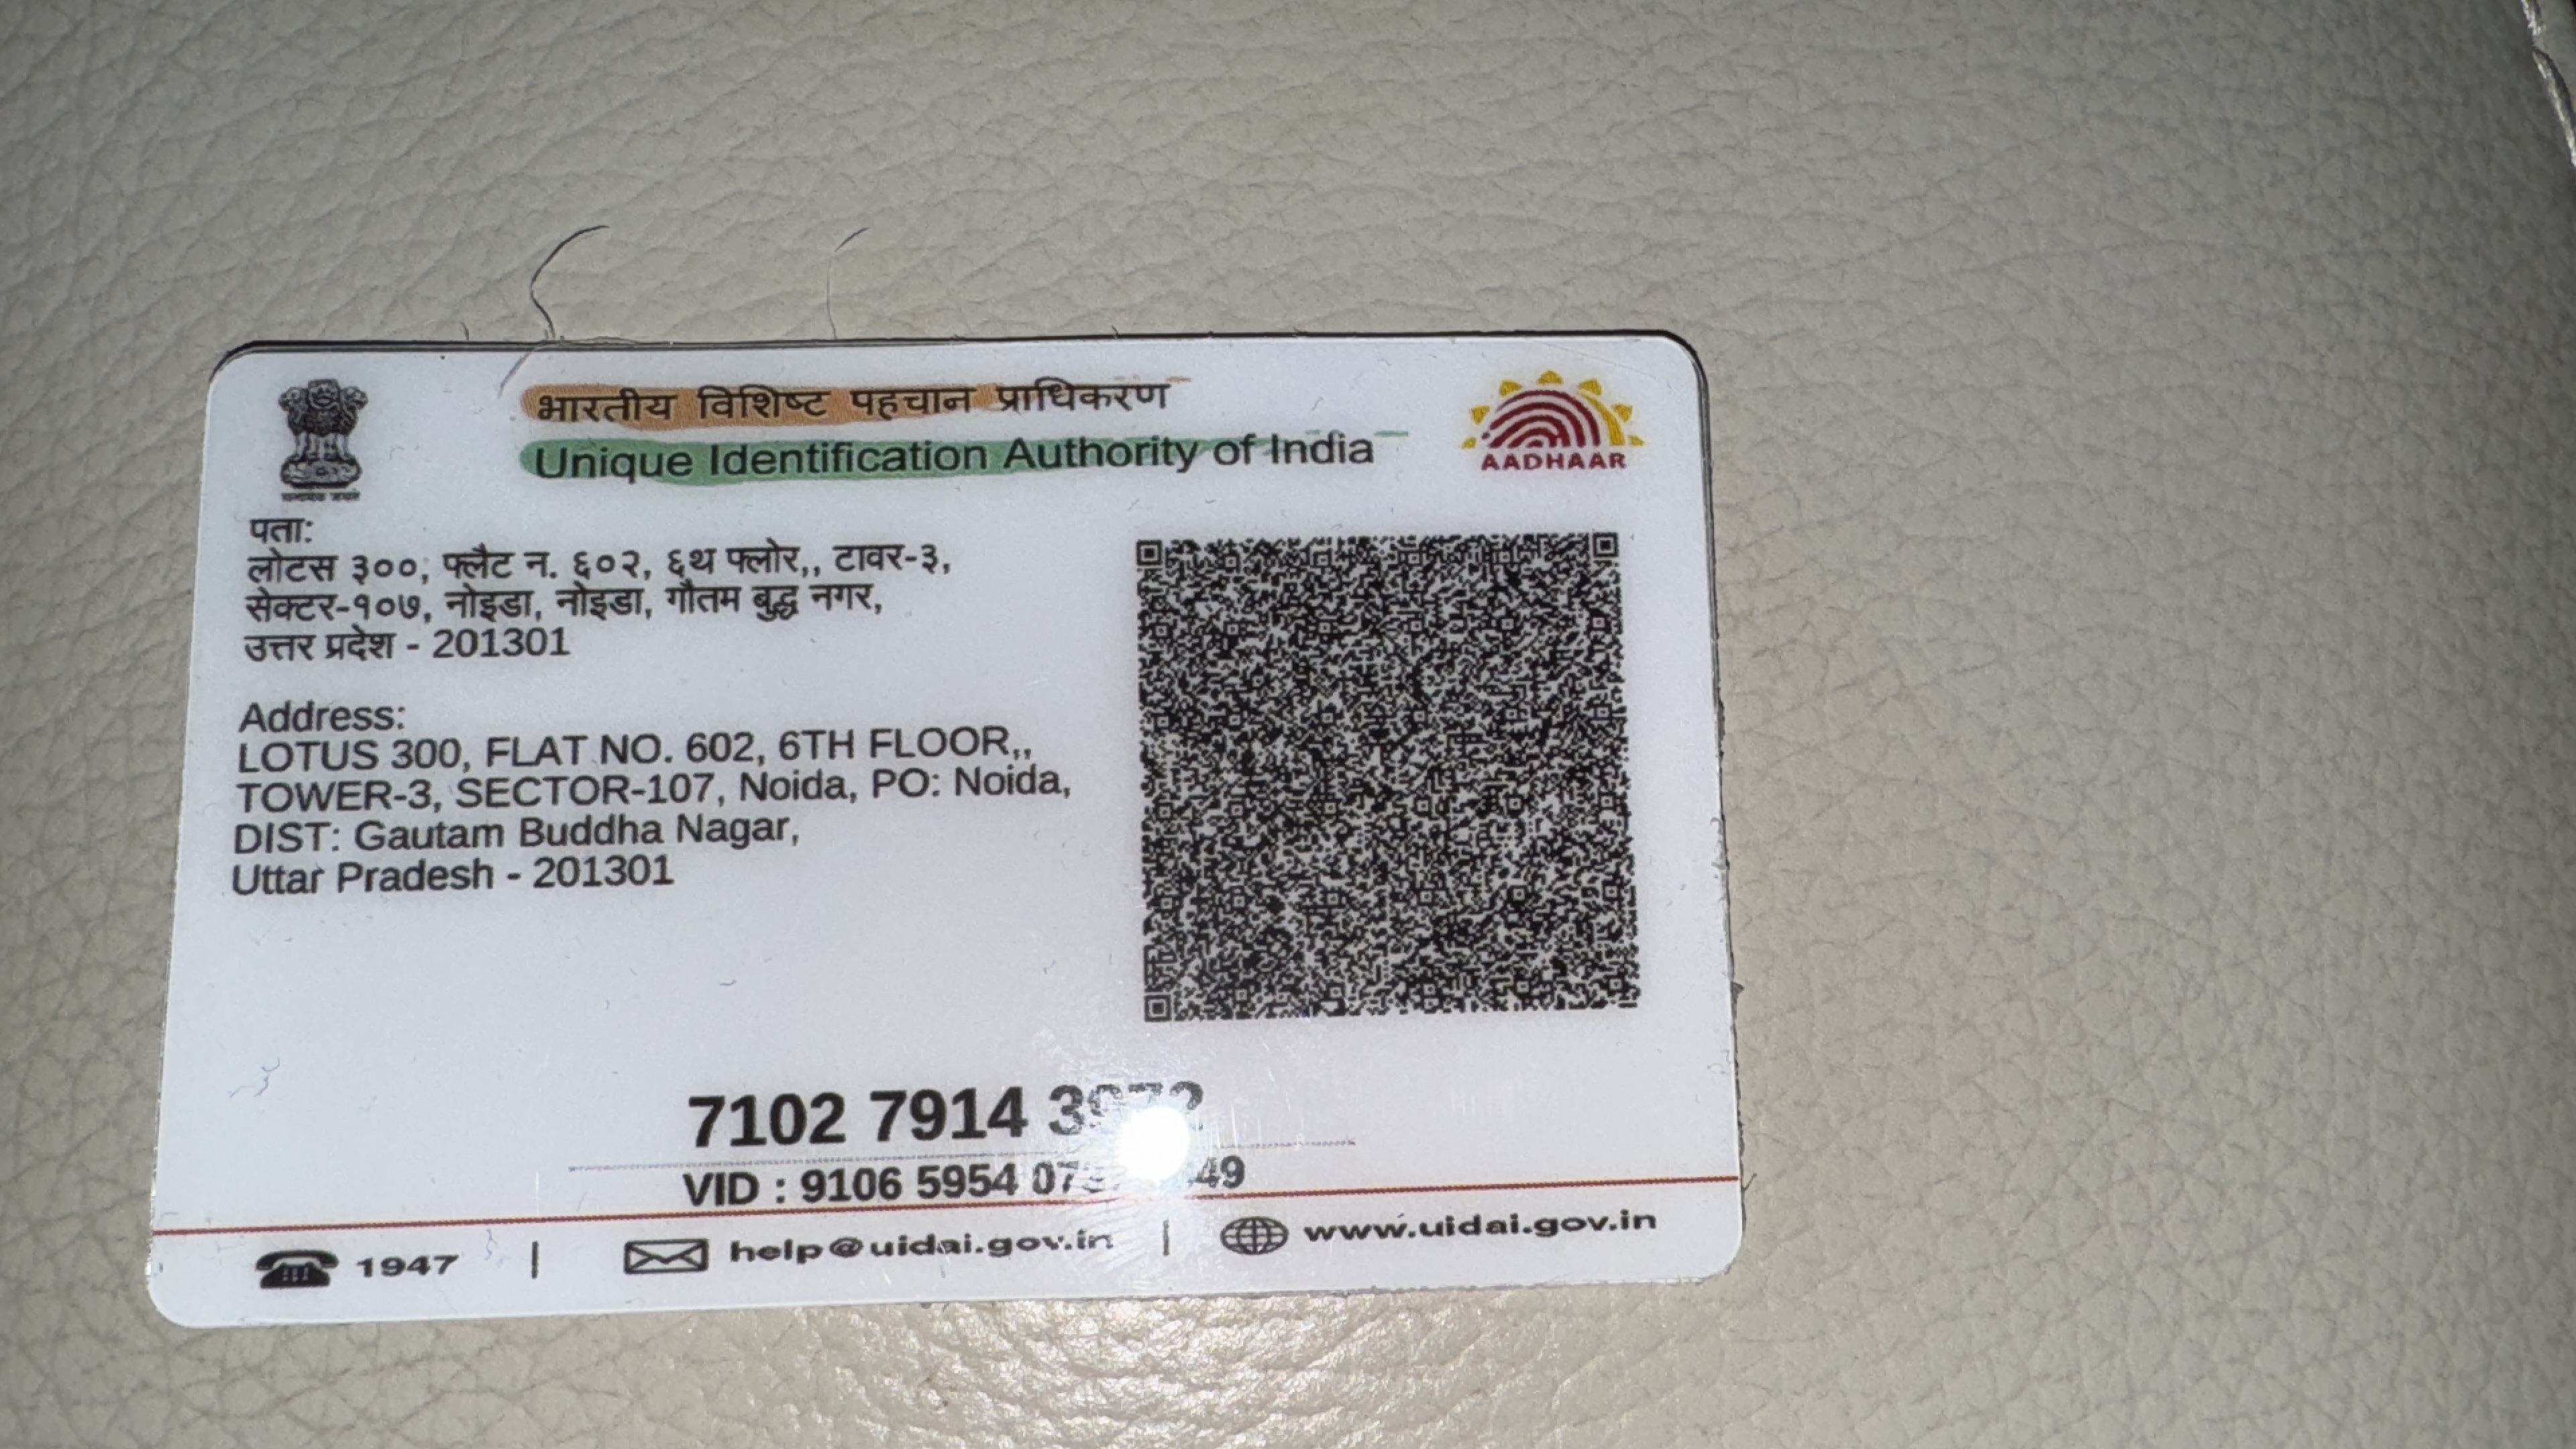 भारतीय विशिष्ट पहचान प्राधिकरण
Unique Identification Authority of India
AADHAAR
पता:
लोटस ३००, फ्लैट न. ६०२, ६थ फ्लोर,, टावर-३,
सेक्टर-१०७, नोइडा, नोइडा, गौतम बुद्ध नगर,
उत्तर प्रदेश - 201301
Address:
LOTUS 300, FLAT NO. 602, 6TH FLOOR,,
TOWER-3, SECTOR-107, Noida, PO: Noida,
DIST: Gautam Buddha Nagar,
Uttar Pradesh - 201301
7102 7914
VID : 9106 5954
1947 | help@uidai.gov.in | www.uidai.gov.in